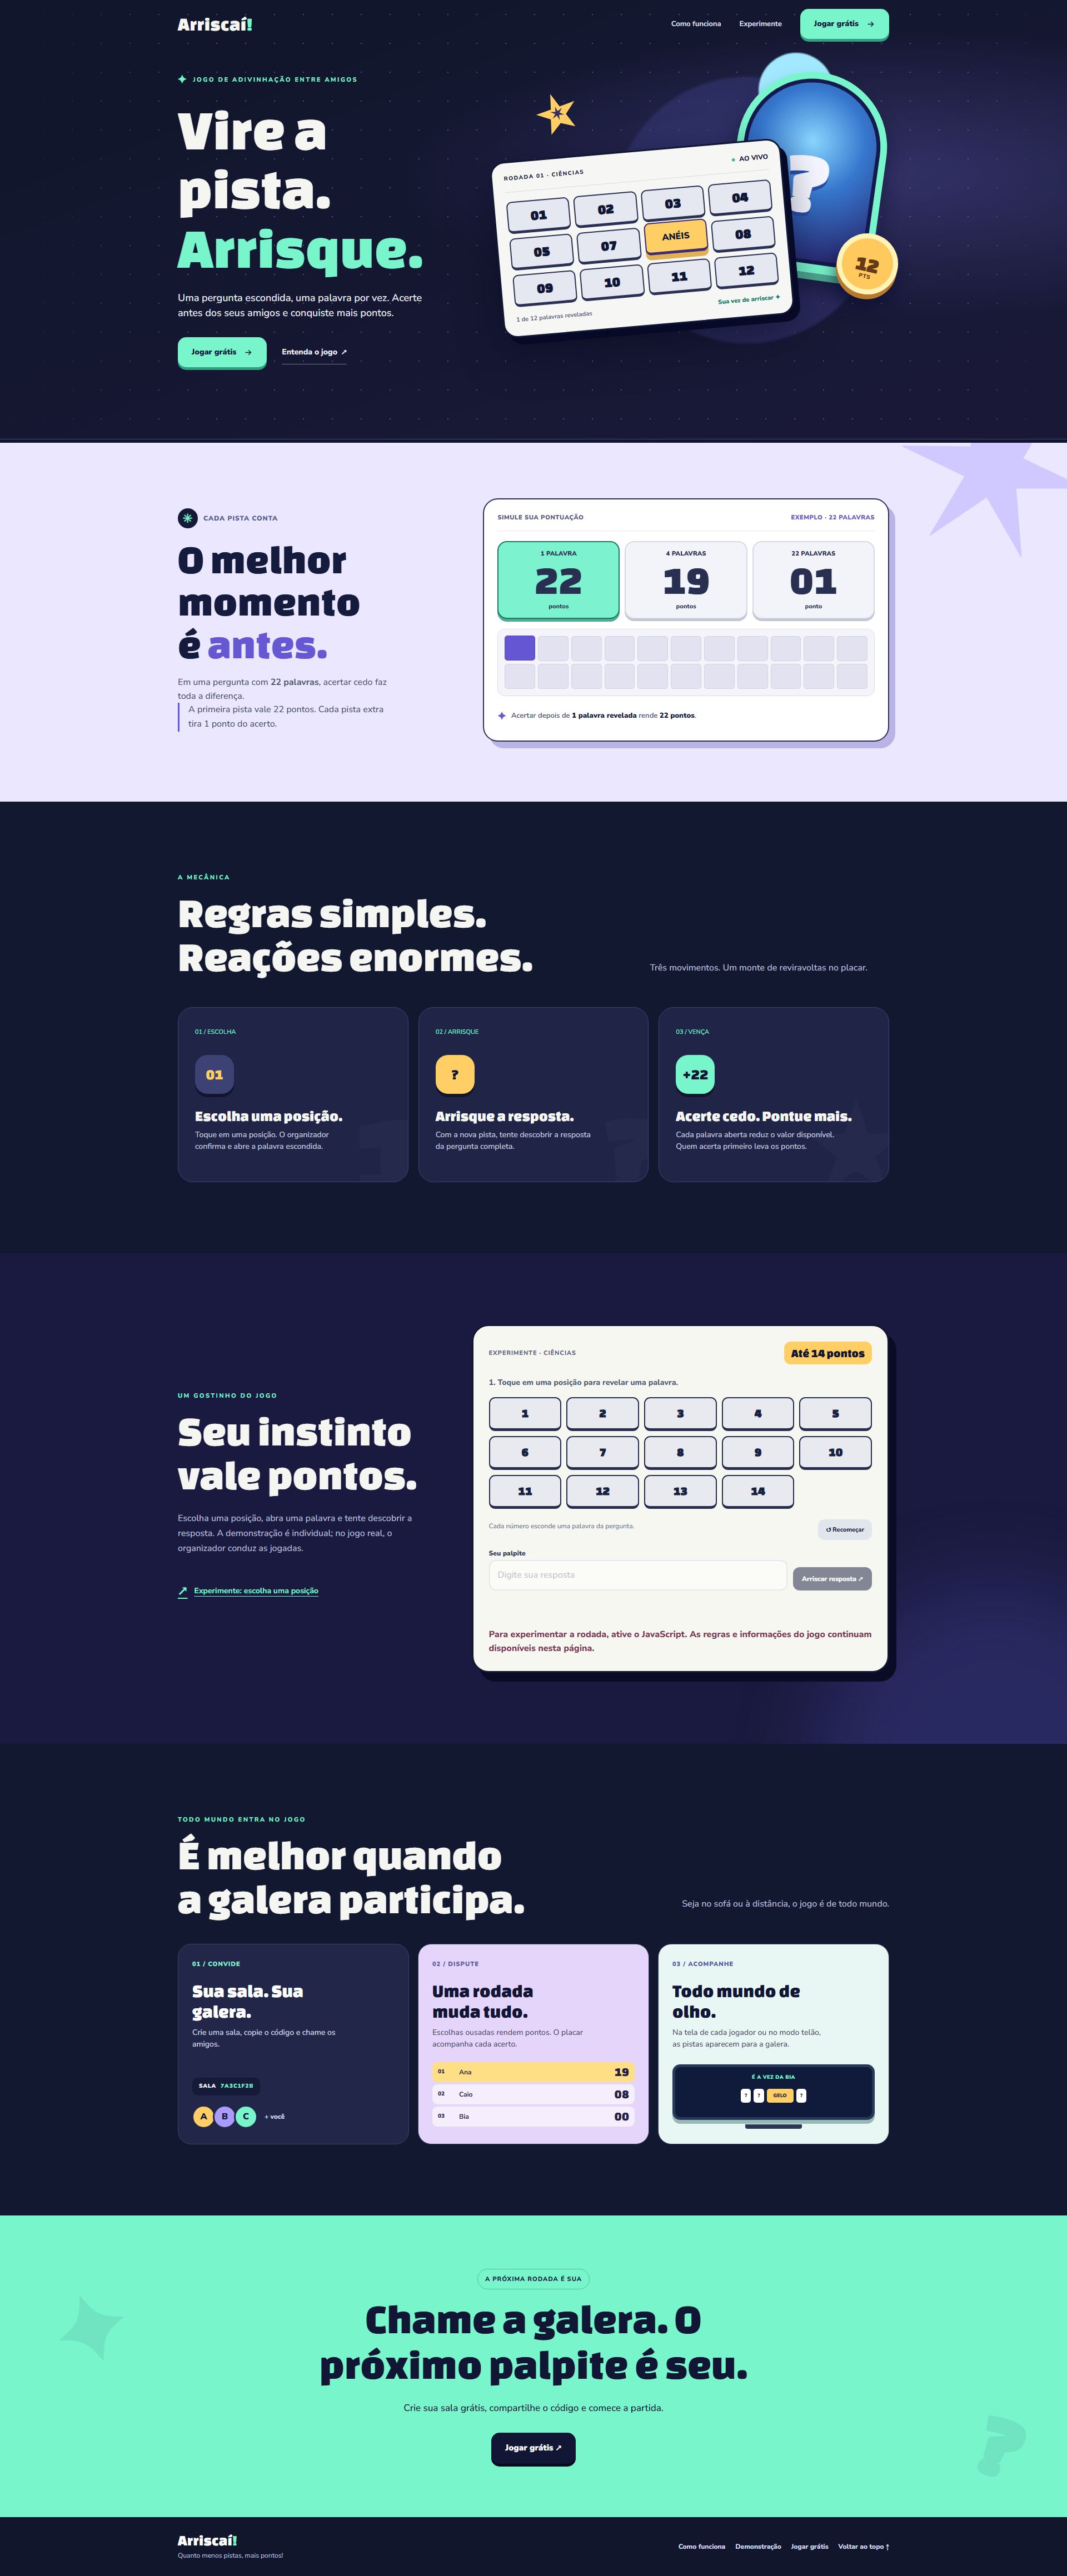 Arriscaí!
Como funciona
Experimente
Jogar grátis →
✦ JOGO DE ADIVINHAÇÃO ENTRE AMIGOS
Vire a
pista.
Arrisque.
Uma pergunta escondida, uma palavra por vez. Acerte
antes dos seus amigos e conquiste mais pontos.
Jogar grátis →
Entenda o jogo ↗
RODADA 01 · CIÊNCIAS
AO VIVO
01 02 03 04
05 07 ANÉIS 08
09 10 11 12
1 de 12 palavras reveladas
Sua vez de arriscar ✦
?
12
PTS
CADA PISTA CONTA
O melhor
momento
é antes.
Em uma pergunta com 22 palavras, acertar cedo faz
toda a diferença.
A primeira pista vale 22 pontos. Cada pista extra
tira 1 ponto do acerto.
SIMULE SUA PONTUAÇÃO
EXEMPLO · 22 PALAVRAS
1 PALAVRA
22
pontos
4 PALAVRAS
19
pontos
22 PALAVRAS
01
ponto
✦ Acertar depois de 1 palavra revelada rende 22 pontos.
A MECÂNICA
Regras simples.
Reações enormes.
Três movimentos. Um monte de reviravoltas no placar.
01 / ESCOLHA
01
Escolha uma posição.
Toque em uma posição. O organizador
confirma e abre a palavra escondida.
02 / ARRISQUE
?
Arrisque a resposta.
Com a nova pista, tente descobrir a resposta
da pergunta completa.
03 / VENÇA
+22
Acerte cedo. Pontue mais.
Cada palavra aberta reduz o valor disponível.
Quem acerta primeiro leva os pontos.
UM GOSTINHO DO JOGO
Seu instinto
vale pontos.
Escolha uma posição, abra uma palavra e tente descobrir a
resposta. A demonstração é individual; no jogo real, o
organizador conduz as jogadas.
↗ Experimente: escolha uma posição
EXPERIMENTE · CIÊNCIAS
Até 14 pontos
1. Toque em uma posição para revelar uma palavra.
1 2 3 4 5
6 7 8 9 10
11 12 13 14
Cada número esconde uma palavra da pergunta.
↺ Recomeçar
Seu palpite
Digite sua resposta
Arriscar resposta ↗
Para experimentar a rodada, ative o JavaScript. As regras e informações do jogo continuam
disponíveis nesta página.
TODO MUNDO ENTRA NO JOGO
É melhor quando
a galera participa.
Seja no sofá ou à distância, o jogo é de todo mundo.
01 / CONVIDE
Sua sala. Sua
galera.
Crie uma sala, copie o código e chame os
amigos.
SALA 7A3C1F2B
A B C + você
02 / DISPUTE
Uma rodada
muda tudo.
Escolhas ousadas rendem pontos. O placar
acompanha cada acerto.
01 Ana 19
02 Caio 08
03 Bia 00
03 / ACOMPANHE
Todo mundo de
olho.
Na tela de cada jogador ou no modo telão,
as pistas aparecem para a galera.
É A VEZ DA BIA
? ? GELO ?
A PRÓXIMA RODADA É SUA
Chame a galera. O
próximo palpite é seu.
Crie sua sala grátis, compartilhe o código e comece a partida.
Jogar grátis ↗
?
Arriscaí!
Quanto menos pistas, mais pontos!
Como funciona
Demonstração
Jogar grátis
Voltar ao topo ↑